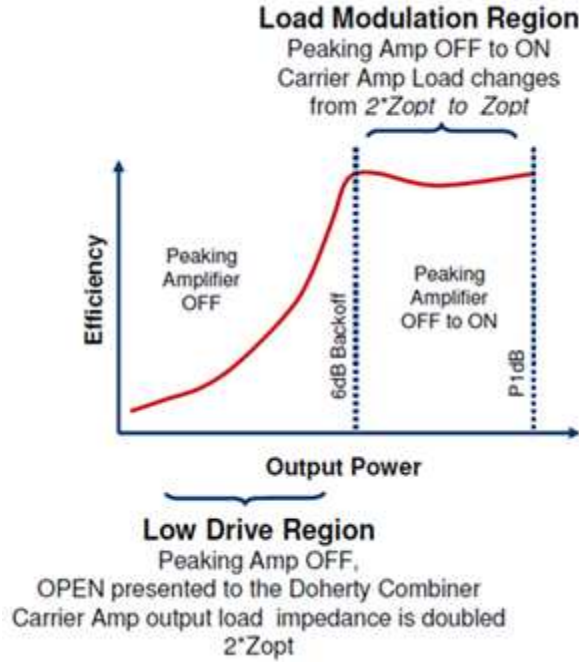 Load Modulation Region
Peaking Amp OFF to ON
Carrier Amp Load changes
from 2*Zopt to Zopt
Efficiency
Peaking
Amplifier
OFF
6dB Backoff
Peaking
Amplifier
OFF to ON
P1dB
Output Power
Low Drive Region
Peaking Amp OFF,
OPEN presented to the Doherty Combiner
Carrier Amp output load impedance is doubled
2*Zopt